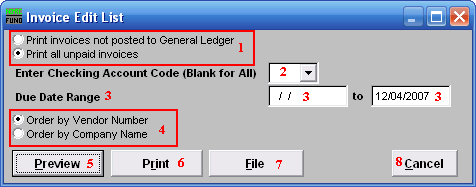 FUND
Invoice Edit List
Print invoices not posted to General Ledger 1
Print all unpaid invoices
Enter Checking Account Code (Blank for All) 2
Due Date Range 3 / / 3 to 12/04/2007 3
Order by Vendor Number 4
Order by Company Name
Preview 5 Print 6 File 7 8 Cancel